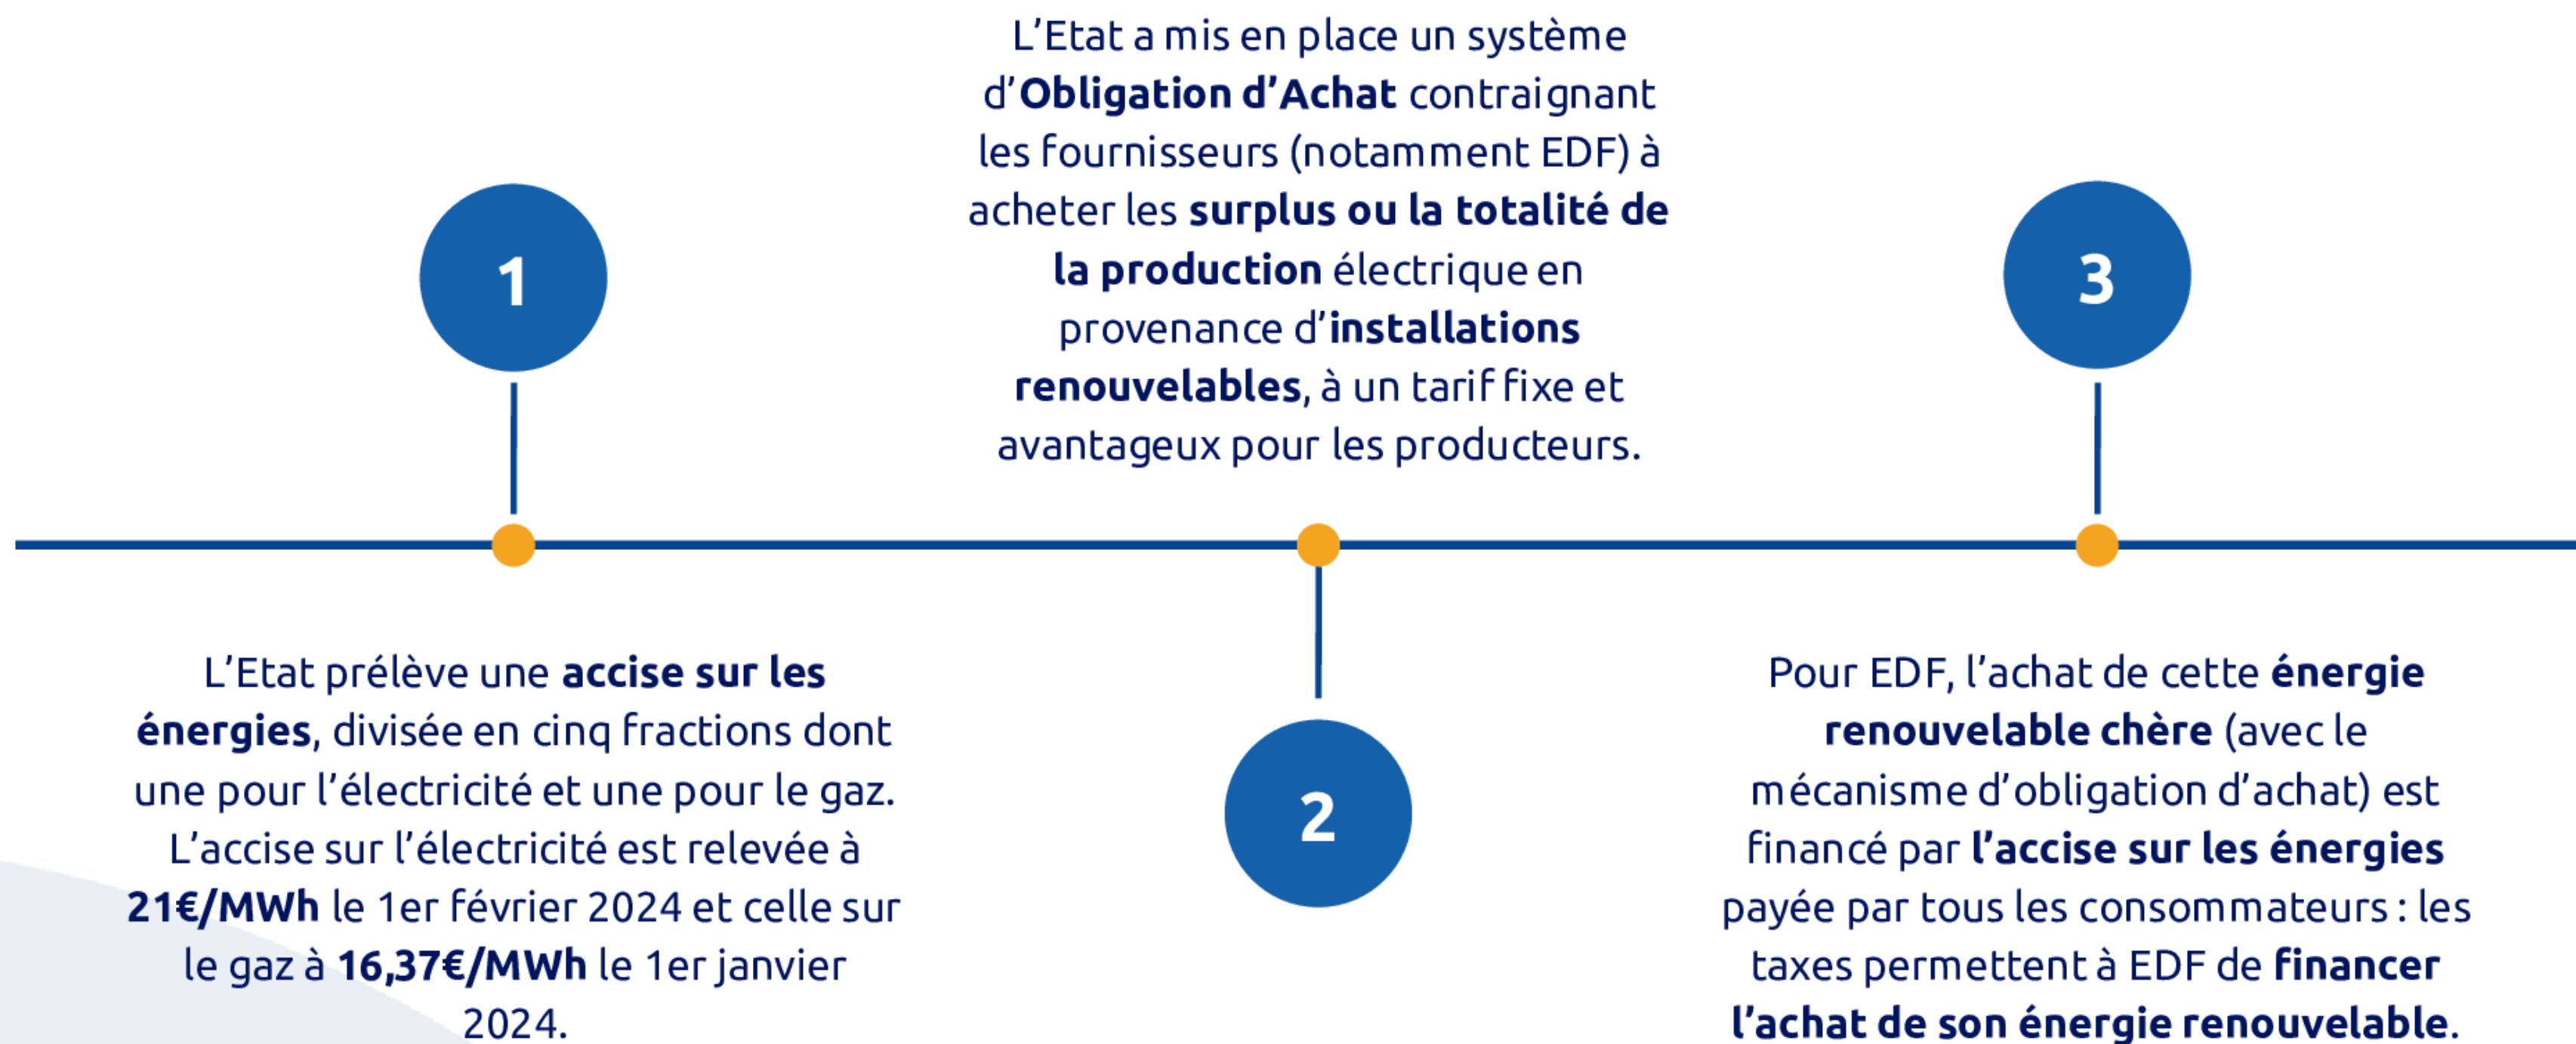 1
L’Etat prélève une accise sur les
énergies, divisée en cinq fractions dont
une pour l’électricité et une pour le gaz.
L’accise sur l’électricité est relevée à
21€/MWh le 1er février 2024 et celle sur
le gaz à 16,37€/MWh le 1er janvier
2024.
L’Etat a mis en place un système
d’Obligation d’Achat contraignant
les fournisseurs (notamment EDF) à
acheter les surplus ou la totalité de
la production électrique en
provenance d’installations
renouvelables, à un tarif fixe et
avantageux pour les producteurs.
2
3
Pour EDF, l’achat de cette énergie
renouvelable chère (avec le
mécanisme d’obligation d’achat) est
financé par l’accise sur les énergies
payée par tous les consommateurs : les
taxes permettent à EDF de financer
l’achat de son énergie renouvelable.